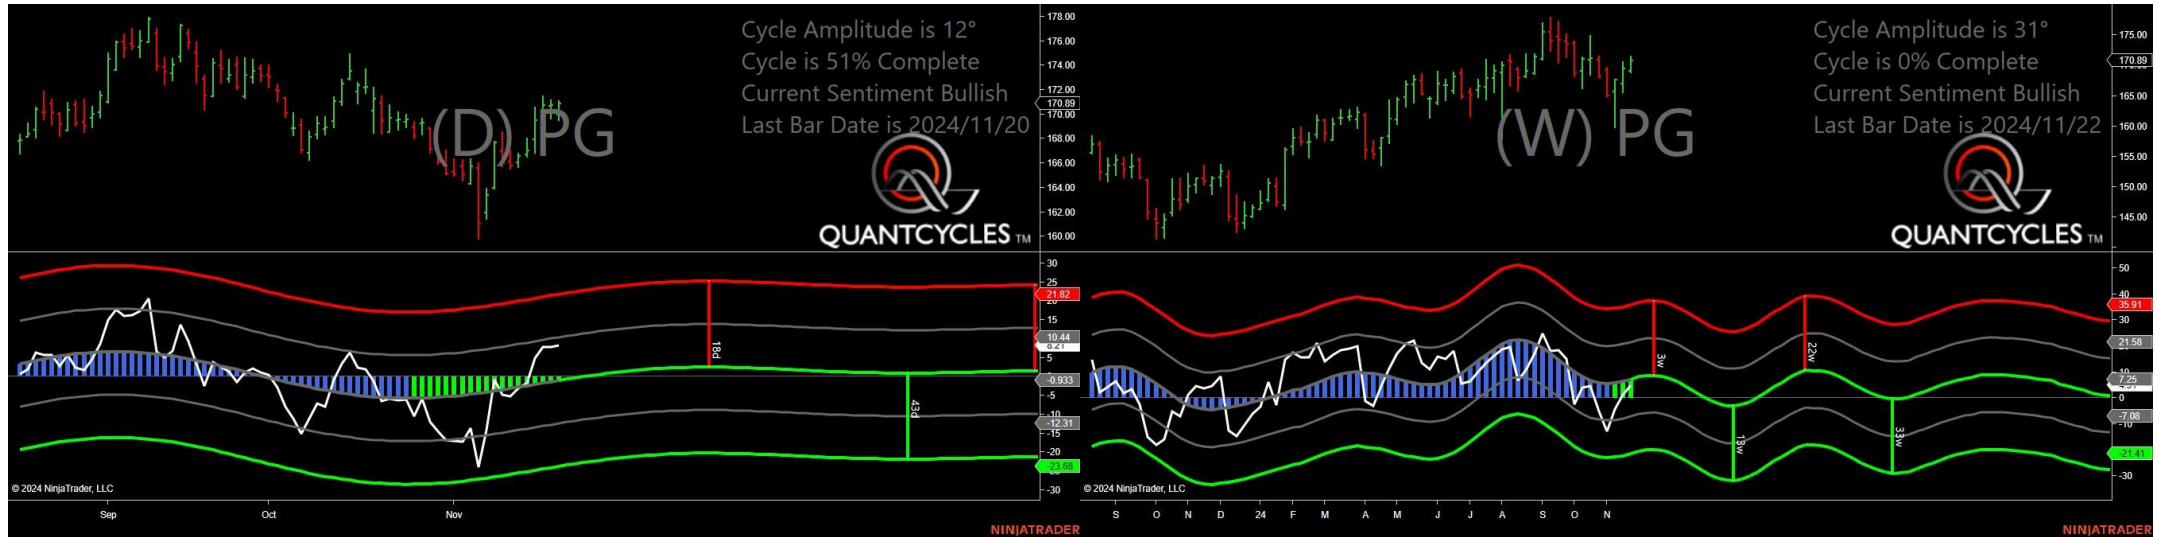 Cycle Amplitude is 12°
Cycle is 51% Complete
Current Sentiment Bullish
Last Bar Date is 2024/11/20
(D) PG
QUANTCYCLES TM
178.00
176.00
174.00
172.00
170.89
170.00
168.00
166.00
164.00
162.00
160.00
30
25
21.82
15
10.44
8.21
5
-0.933
-5
-10
-12.31
-15
-20
-23.68
-30
18d
43d
© 2024 NinjaTrader, LLC
Sep Oct Nov
NINJATRADER
Cycle Amplitude is 31°
Cycle is 0% Complete
Current Sentiment Bullish
Last Bar Date is 2024/11/22
(W) PG
QUANTCYCLES TM
175.00
170.89
165.00
160.00
155.00
150.00
145.00
50
40
35.91
30
21.58
10
7.25
0
-7.08
-10
-21.41
-30
3w
13w
22w
33w
© 2024 NinjaTrader, LLC
S O N D 24 F M A M J J A S O N
NINJATRADER